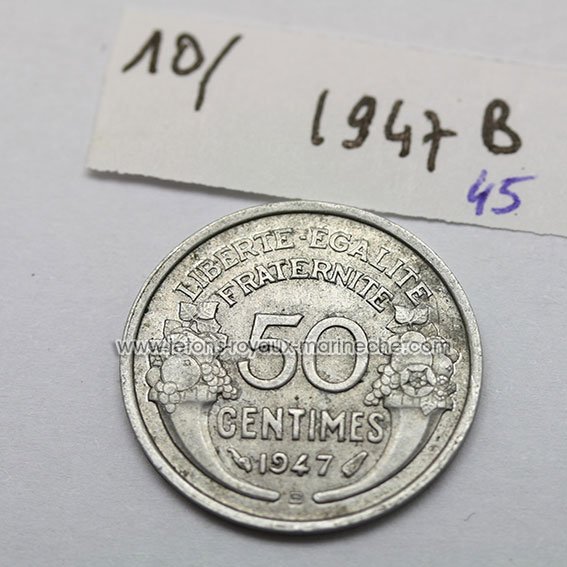 10/
1947 B
45
LIBERTE·EGALITE
FRATERNITE
www.jetons-royaux-marineche.com
50
CENTIMES
1947
B